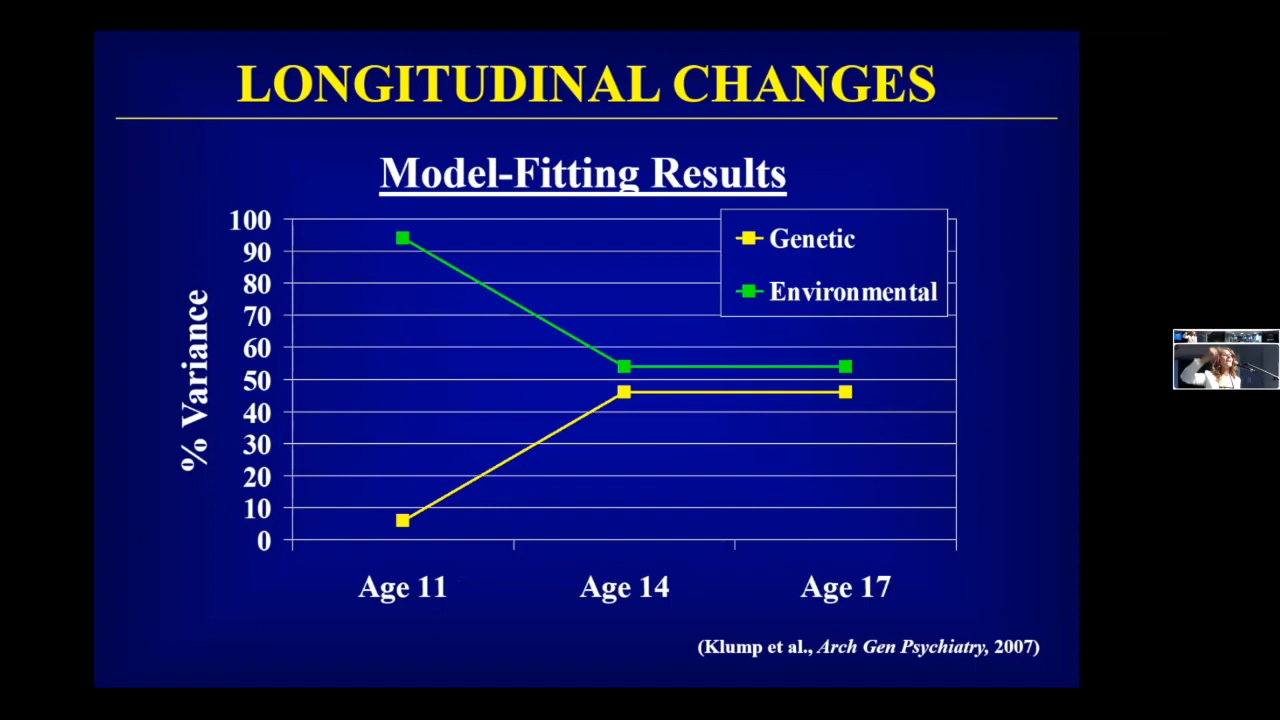 LONGITUDINAL CHANGES
Model-Fitting Results
% Variance
100
90
80
70
60
50
40
30
20
10
0
Genetic
Environmental
Age 11
Age 14
Age 17
(Klump et al., Arch Gen Psychiatry, 2007)